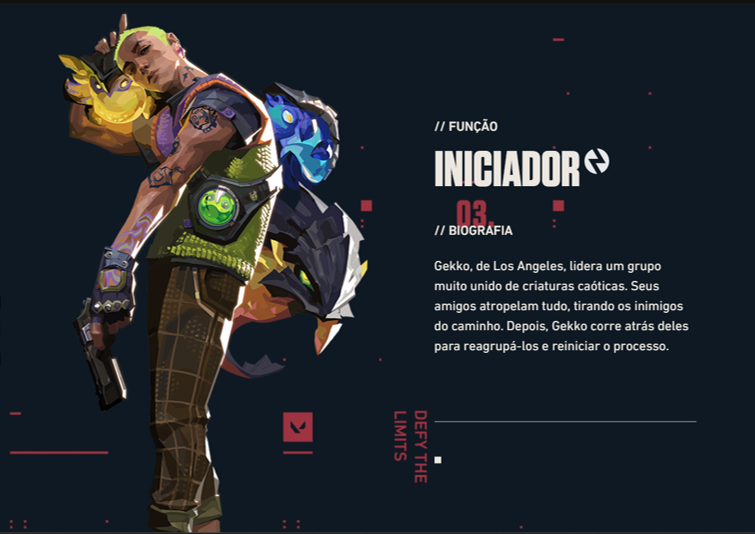 // FUNÇÃO
INICIADOR
03.
// BIOGRAFIA
Gekko, de Los Angeles, lidera um grupo
muito unido de criaturas caóticas. Seus
amigos atropelam tudo, tirando os inimigos
do caminho. Depois, Gekko corre atrás deles
para reagrupá-los e reiniciar o processo.
DEFY THE
LIMITS